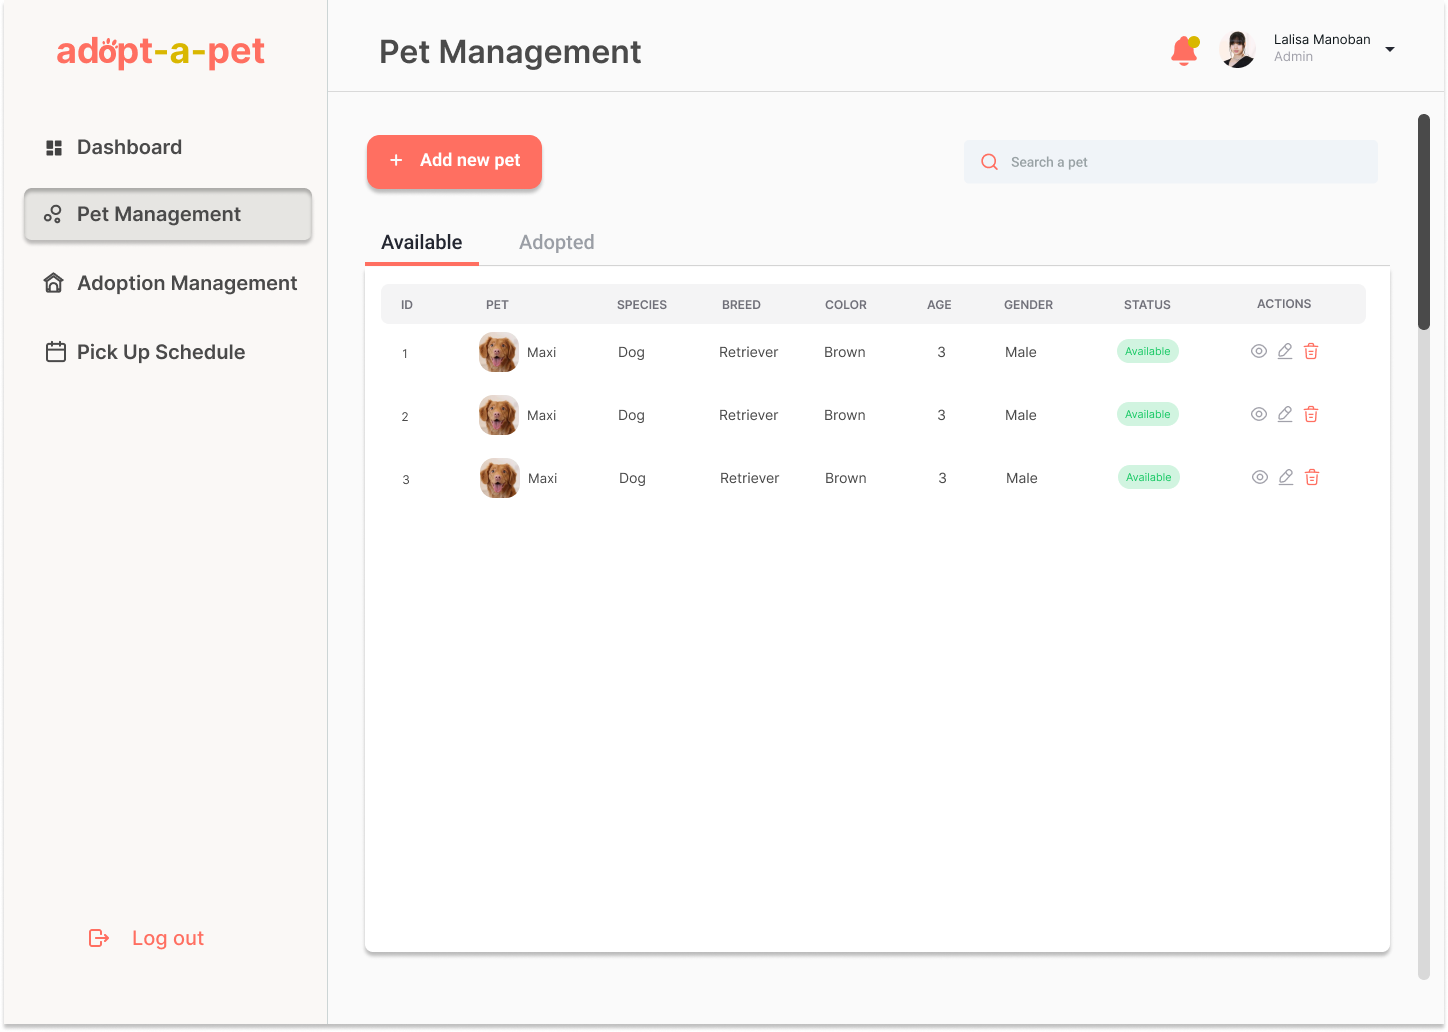 adopt-a-pet
Pet Management
Lalisa Manoban
Admin
Dashboard
Pet Management
Adoption Management
Pick Up Schedule
Log out
+ Add new pet
Search a pet
Available Adopted
ID PET SPECIES BREED COLOR AGE GENDER STATUS ACTIONS
1 Maxi Dog Retriever Brown 3 Male Available
2 Maxi Dog Retriever Brown 3 Male Available
3 Maxi Dog Retriever Brown 3 Male Available